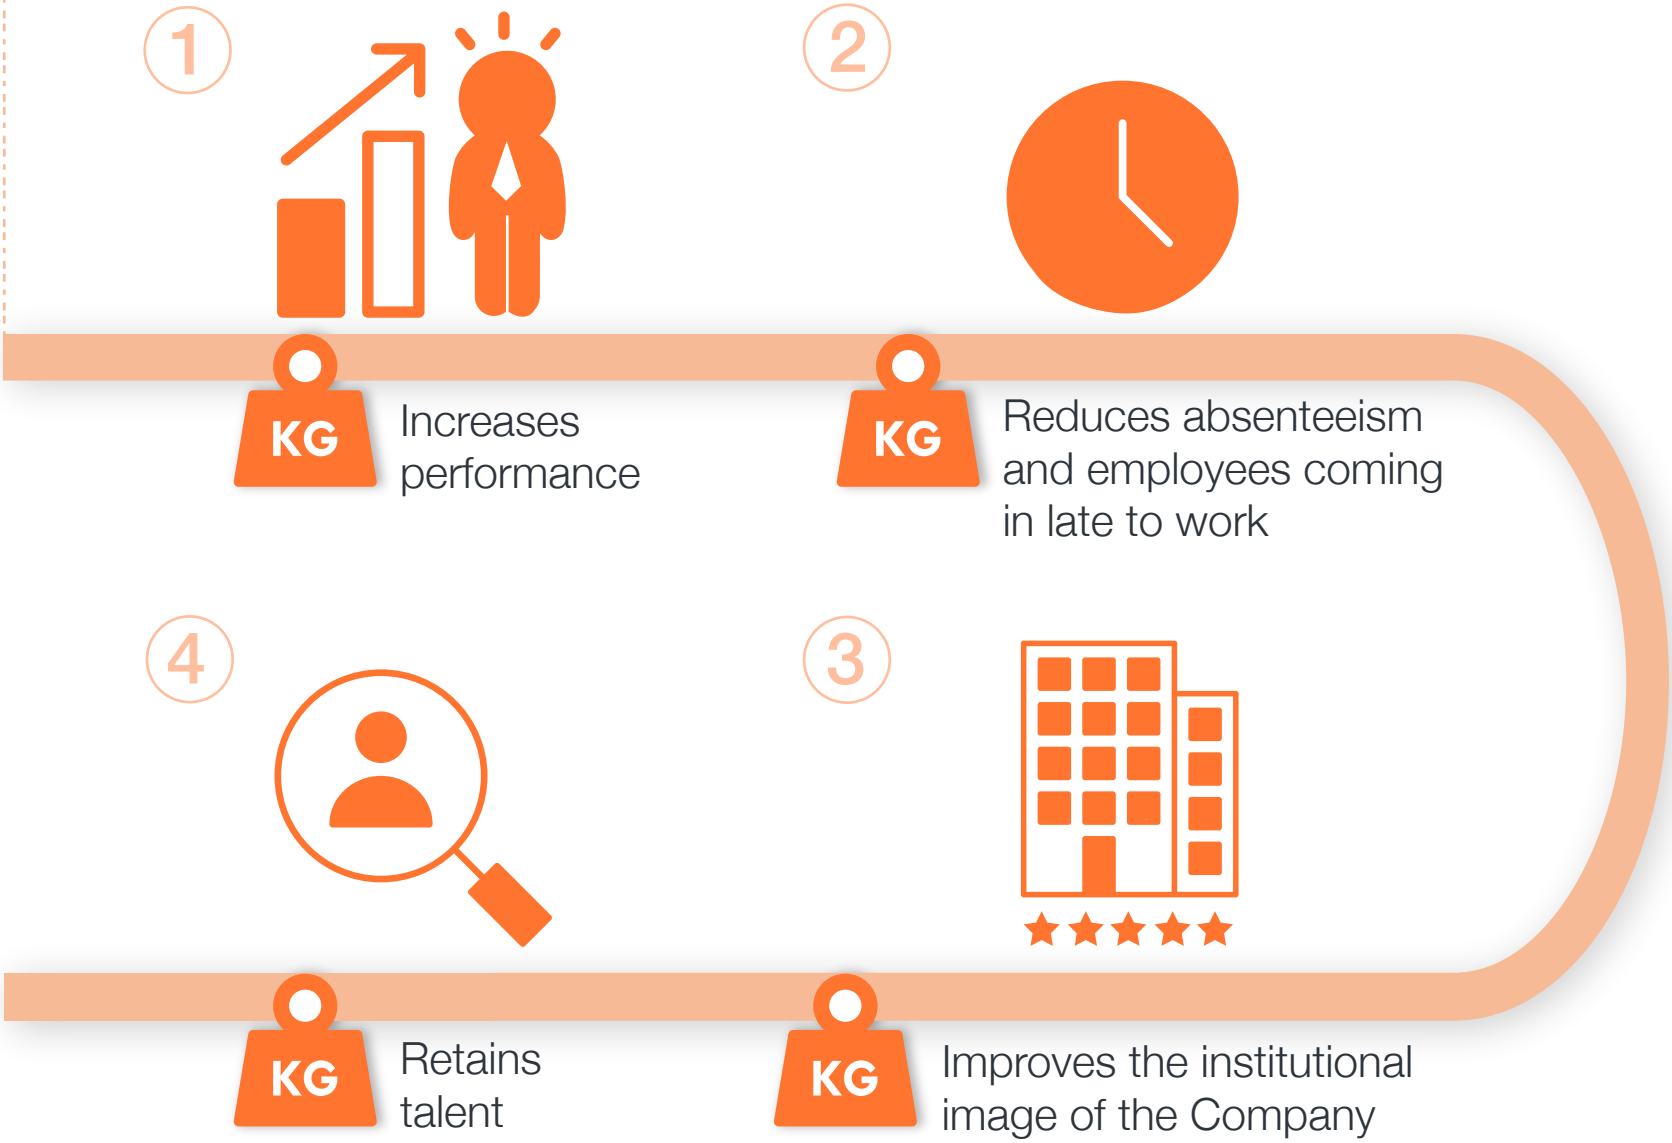 1
KG
Increases
performance
2
KG
Reduces absenteeism
and employees coming
in late to work
3
KG
Improves the institutional
image of the Company
4
KG
Retains
talent